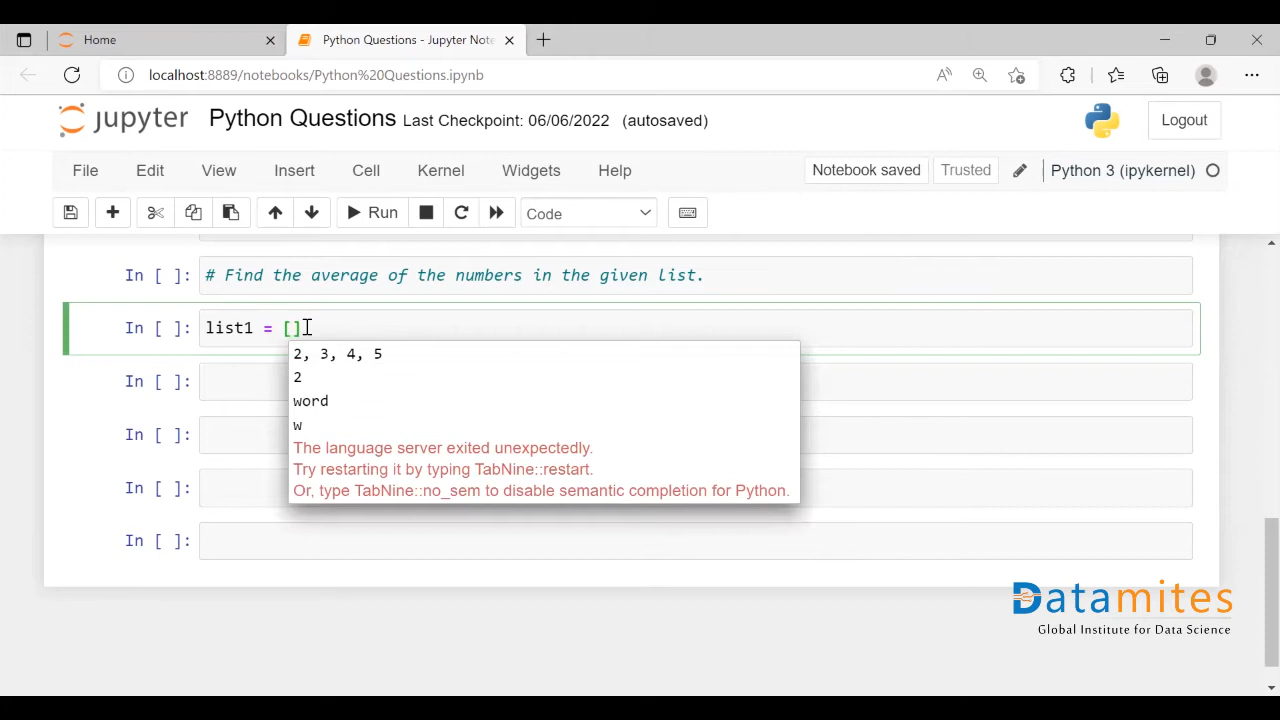 Home
Python Questions - Jupyter Note
localhost:8889/notebooks/Python%20Questions.ipynb
jupyter Python Questions Last Checkpoint: 06/06/2022 (autosaved)
Logout
File Edit View Insert Cell Kernel Widgets Help
Notebook saved Trusted Python 3 (ipykernel)
Run Code
In [ ]: # Find the average of the numbers in the given list.
In [ ]: list1 = []
2, 3, 4, 5
In [ ]: 2
word
In [ ]: w
The language server exited unexpectedly.
Try restarting it by typing TabNine::restart.
In [ ]: Or, type TabNine::no_sem to disable semantic completion for Python.
In [ ]:
Datamites
Global Institute for Data Science